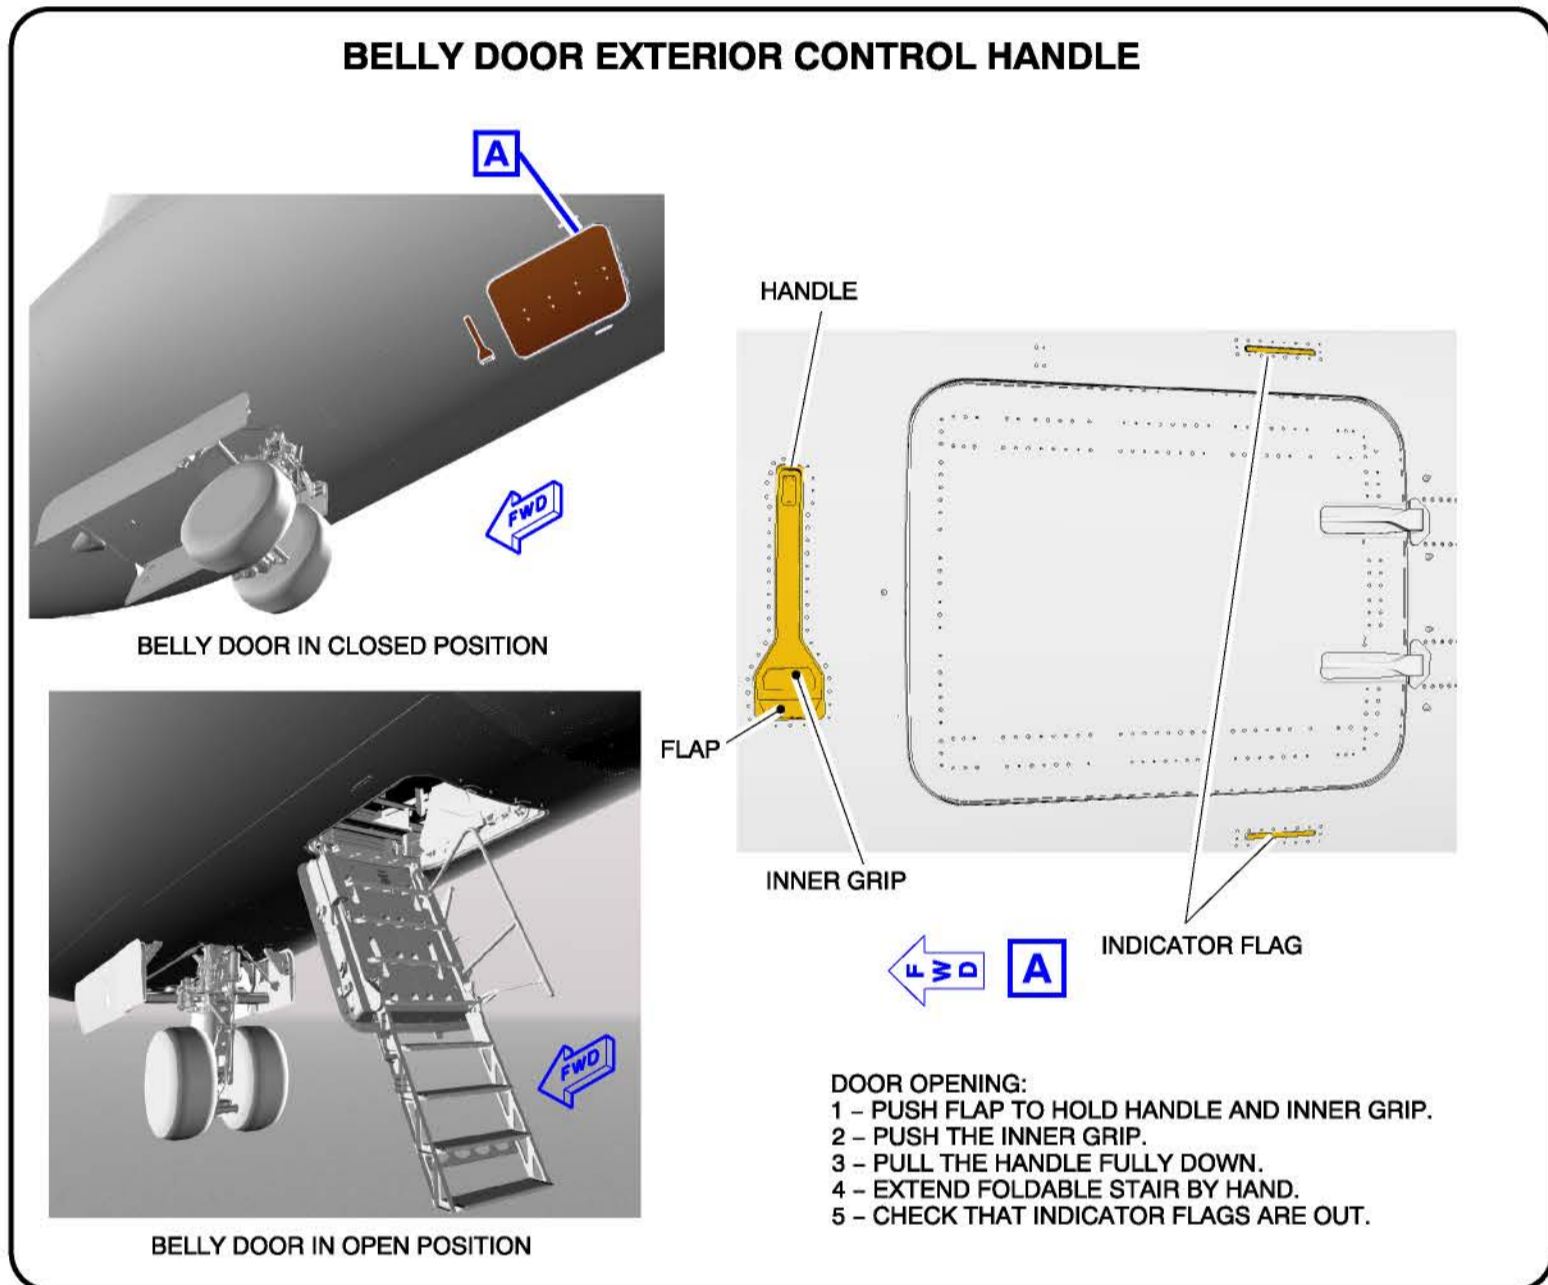 BELLY DOOR EXTERIOR CONTROL HANDLE
A
FWD
BELLY DOOR IN CLOSED POSITION
HANDLE
FLAP
INNER GRIP
INDICATOR FLAG
FWD
A
FWD
BELLY DOOR IN OPEN POSITION
DOOR OPENING:
1 – PUSH FLAP TO HOLD HANDLE AND INNER GRIP.
2 – PUSH THE INNER GRIP.
3 – PULL THE HANDLE FULLY DOWN.
4 – EXTEND FOLDABLE STAIR BY HAND.
5 – CHECK THAT INDICATOR FLAGS ARE OUT.